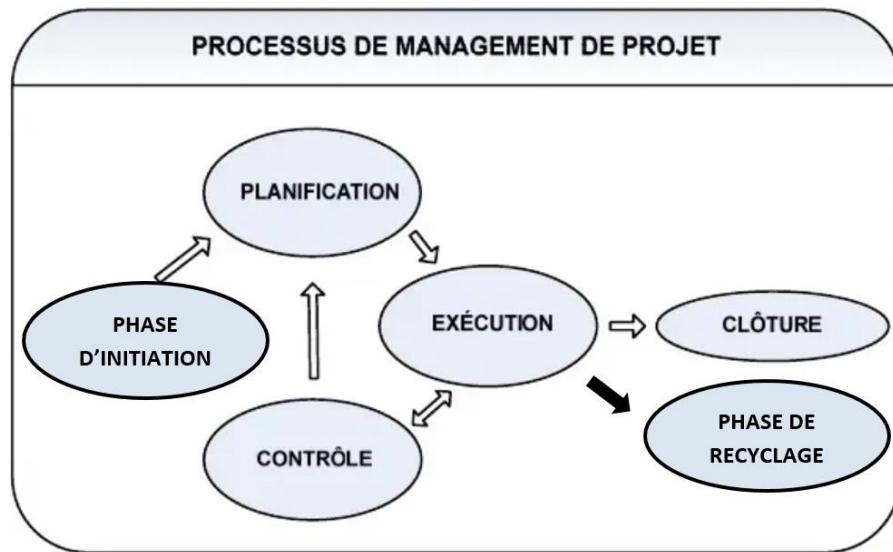 PROCESSUS DE MANAGEMENT DE PROJET
PLANIFICATION
PHASE
D'INITIATION
EXÉCUTION
CLÔTURE
CONTRÔLE
PHASE DE
RECYCLAGE